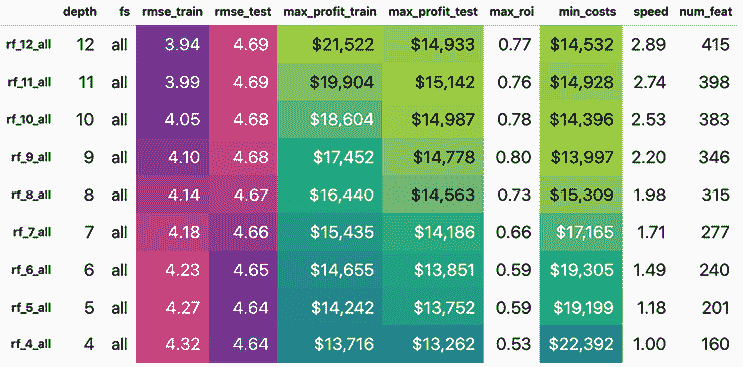 depth fs rmse_train rmse_test max_profit_train max_profit_test max_roi min_costs speed num_feat
rf_12_all 12 all 3.94 4.69 $21,522 $14,933 0.77 $14,532 2.89 415
rf_11_all 11 all 3.99 4.69 $19,904 $15,142 0.76 $14,928 2.74 398
rf_10_all 10 all 4.05 4.68 $18,604 $14,987 0.78 $14,396 2.53 383
rf_9_all 9 all 4.10 4.68 $17,452 $14,778 0.80 $13,997 2.20 346
rf_8_all 8 all 4.14 4.67 $16,440 $14,563 0.73 $15,309 1.98 315
rf_7_all 7 all 4.18 4.66 $15,435 $14,186 0.66 $17,165 1.71 277
rf_6_all 6 all 4.23 4.65 $14,655 $13,851 0.59 $19,305 1.49 240
rf_5_all 5 all 4.27 4.64 $14,242 $13,752 0.59 $19,199 1.18 201
rf_4_all 4 all 4.32 4.64 $13,716 $13,262 0.53 $22,392 1.00 160